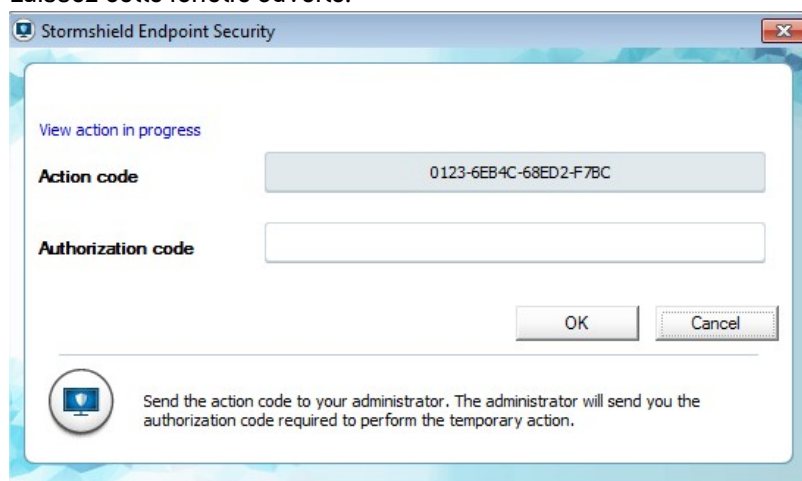 Laissez cette fenêtre ouverte.
Stormshield Endpoint Security
View action in progress
Action code
0123-6EB4C-68ED2-F7BC
Authorization code
OK
Cancel
Send the action code to your administrator. The administrator will send you the
authorization code required to perform the temporary action.